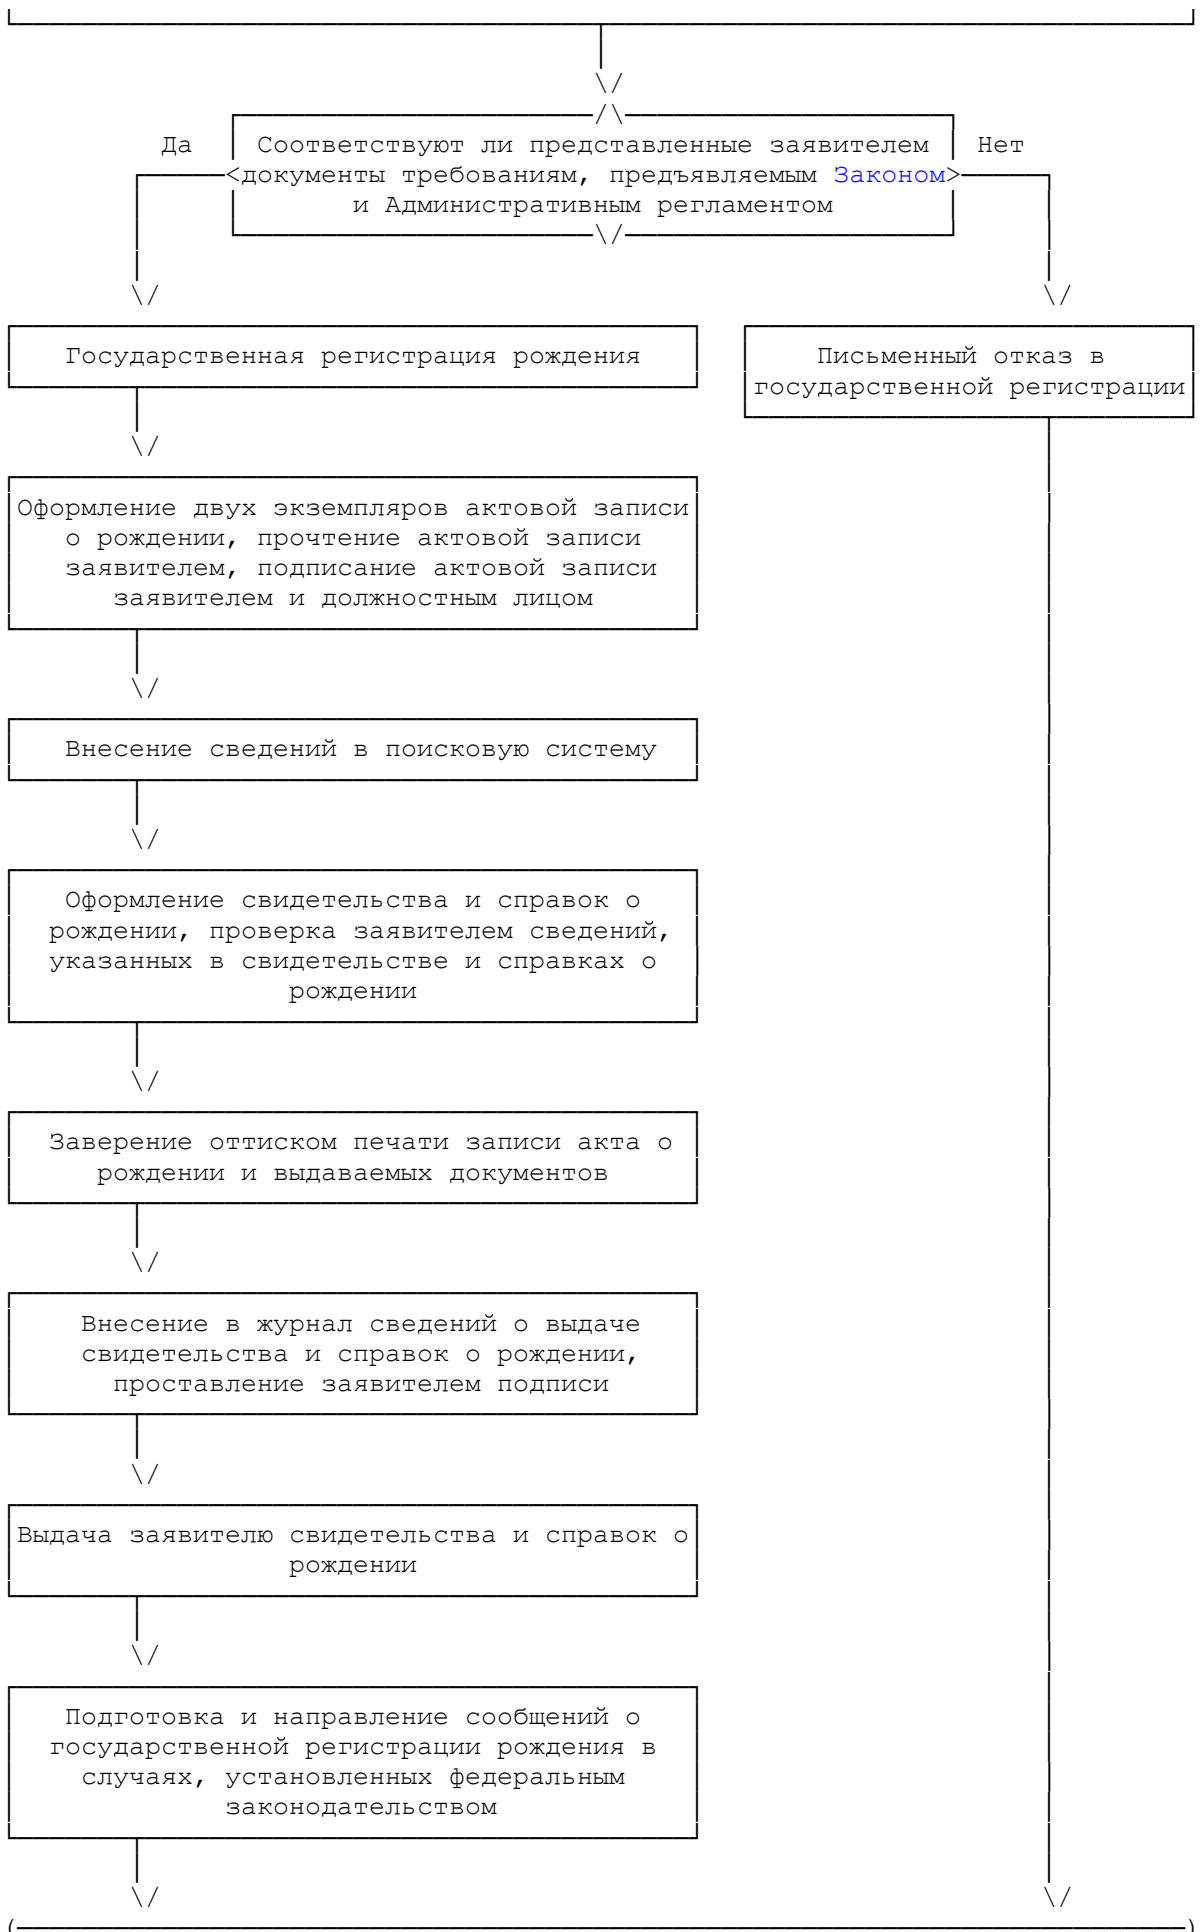 Да Соответствуют ли представленные заявителем Нет
<документы требованиям, предъявляемым Законом>
и Административным регламентом
Государственная регистрация рождения
Письменный отказ в
государственной регистрации
Оформление двух экземпляров актовой записи
о рождении, прочтение актовой записи
заявителем, подписание актовой записи
заявителем и должностным лицом
Внесение сведений в поисковую систему
Оформление свидетельства и справок о
рождении, проверка заявителем сведений,
указанных в свидетельстве и справках о
рождении
Заверение оттиском печати записи акта о
рождении и выдаваемых документов
Внесение в журнал сведений о выдаче
свидетельства и справок о рождении,
проставление заявителем подписи
Выдача заявителю свидетельства и справок о
рождении
Подготовка и направление сообщений о
государственной регистрации рождения в
случаях, установленных федеральным
законодательством